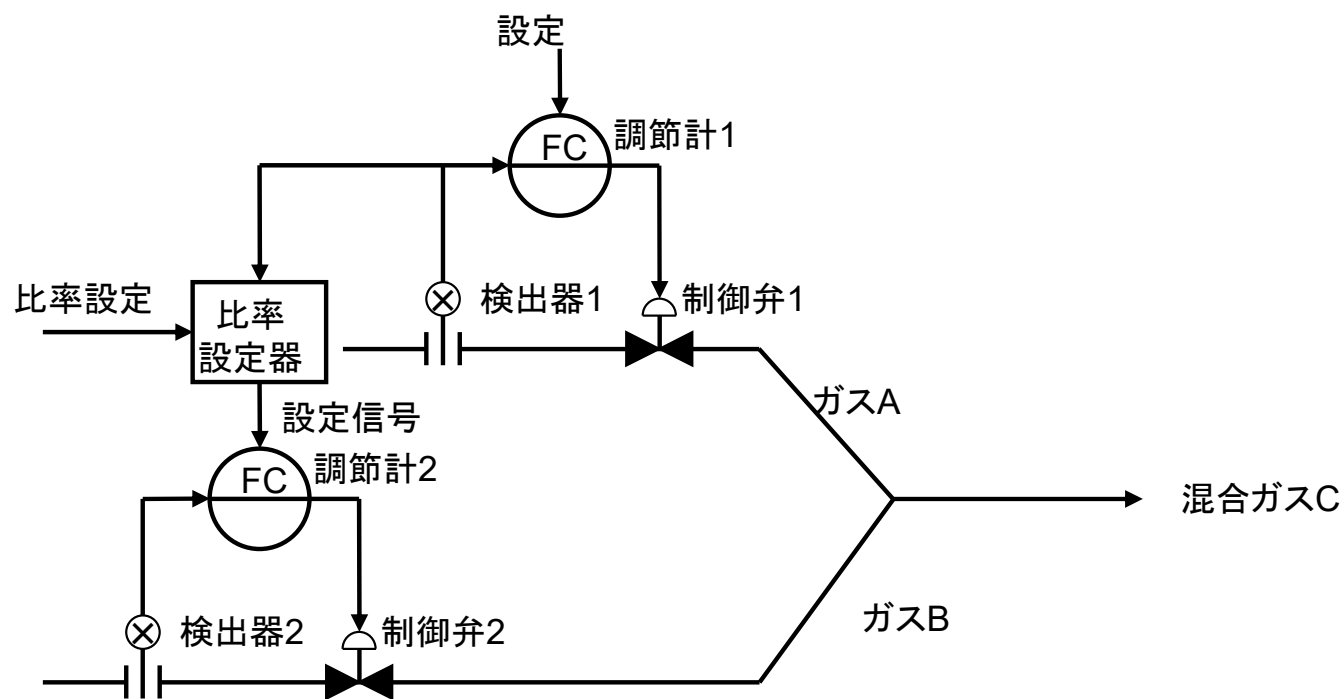 設定
FC
調節計1
比率設定
比率
設定器
検出器1
制御弁1
ガスA
設定信号
FC
調節計2
混合ガスC
検出器2
制御弁2
ガスB